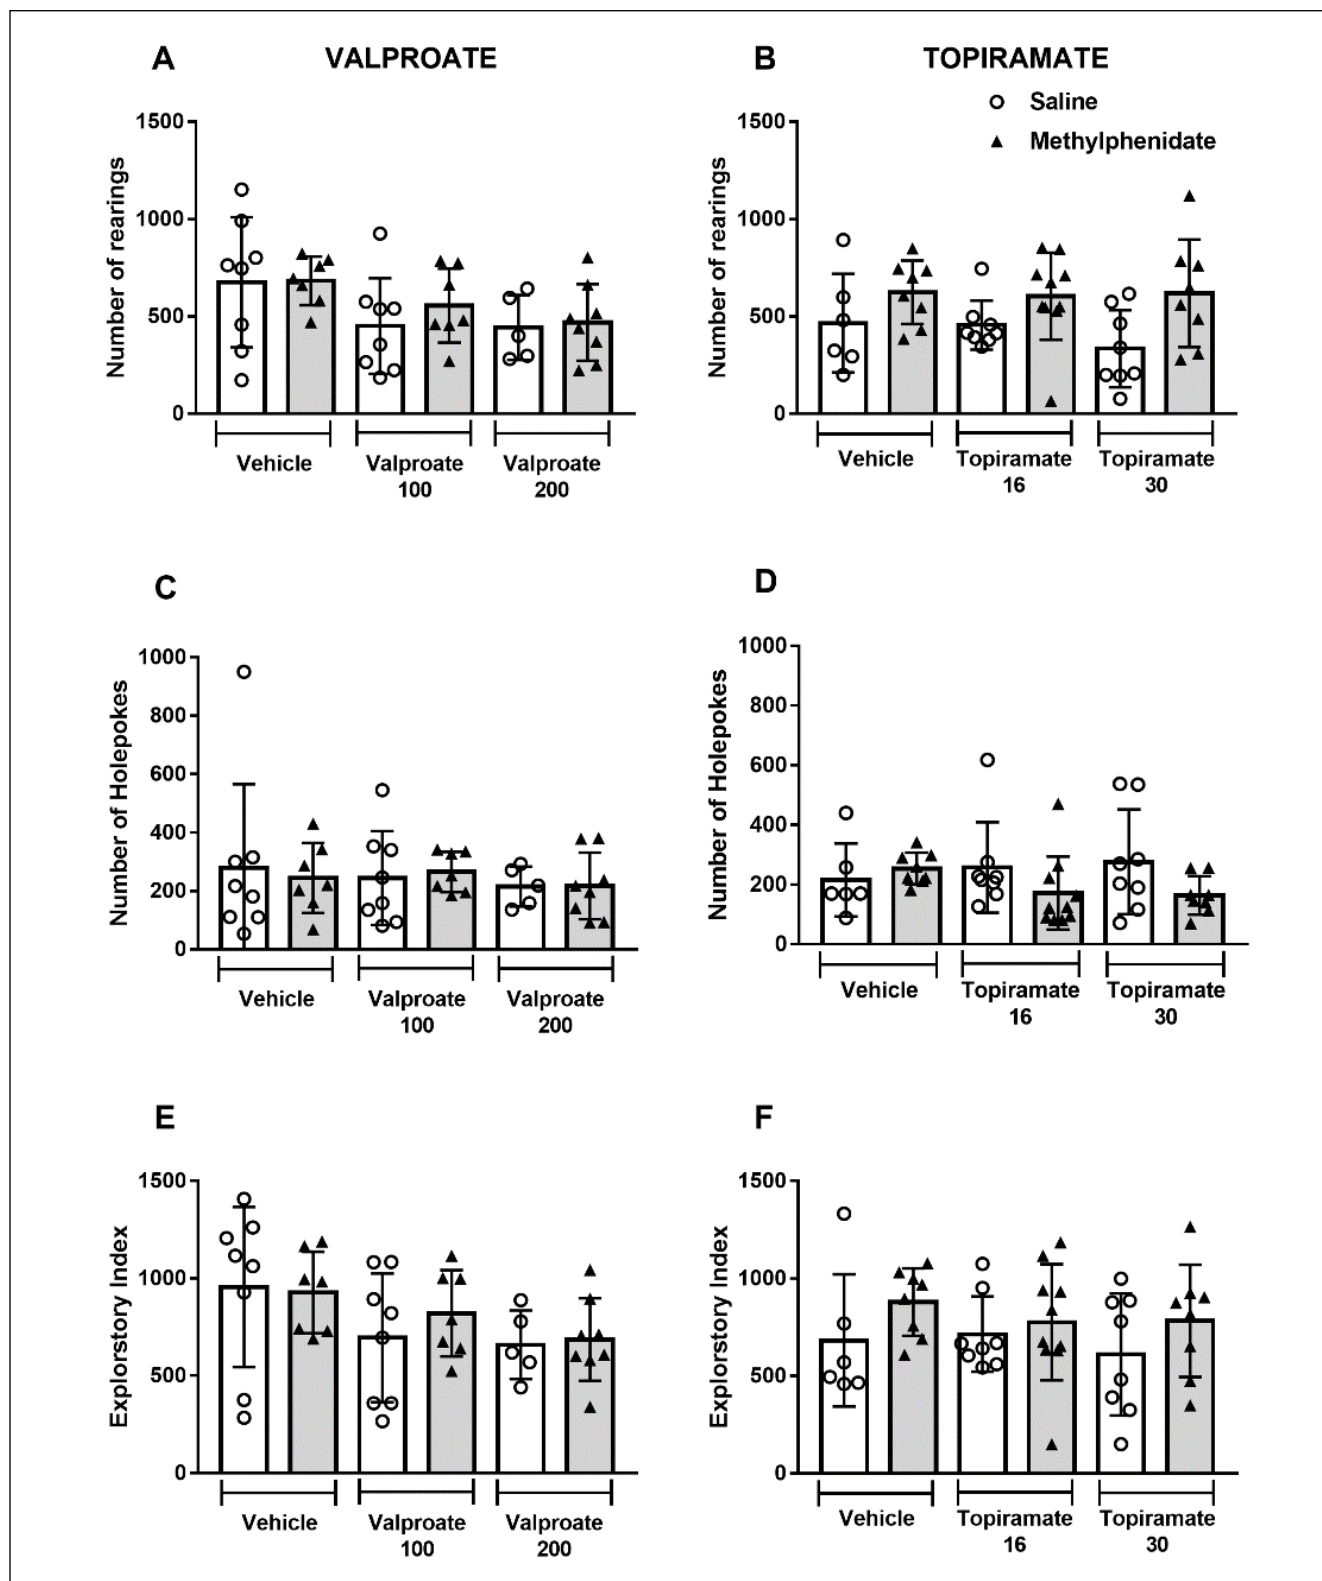 A VALPROATE
Number of rearings
1500
1000
500
0
Vehicle Valproate Valproate
100 200
B TOPIRAMATE
Saline
Methylphenidate
Number of rearings
1500
1000
500
0
Vehicle Topiramate Topiramate
16 30
C
Number of Holepokes
1000
800
600
400
200
0
Vehicle Valproate Valproate
100 200
D
Number of Holepokes
1000
800
600
400
200
0
Vehicle Topiramate Topiramate
16 30
E
Explorstory Index
1500
1000
500
0
Vehicle Valproate Valproate
100 200
F
Explorstory Index
1500
1000
500
0
Vehicle Topiramate Topiramate
16 30